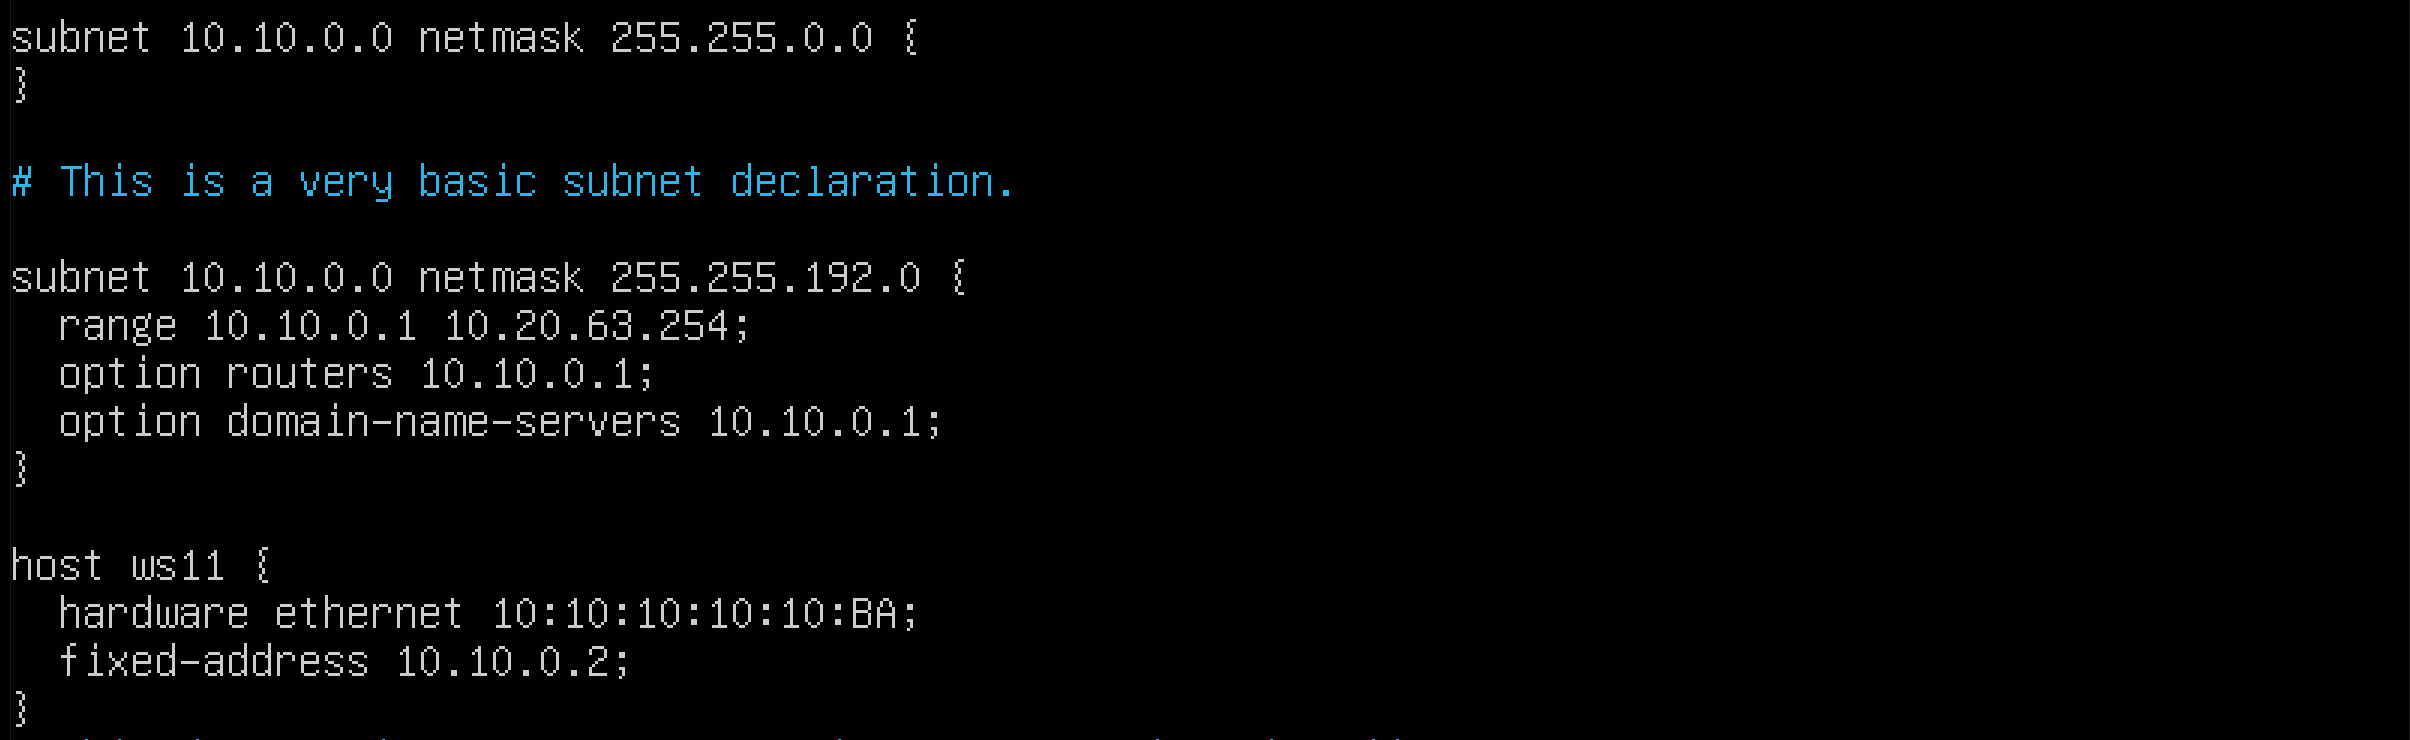 subnet 10.10.0.0 netmask 255.255.0.0 {
}
# This is a very basic subnet declaration.
subnet 10.10.0.0 netmask 255.255.192.0 {
range 10.10.0.1 10.20.63.254;
option routers 10.10.0.1;
option domain-name-servers 10.10.0.1;
}
host ws11 {
hardware ethernet 10:10:10:10:10:BA;
fixed-address 10.10.0.2;
}